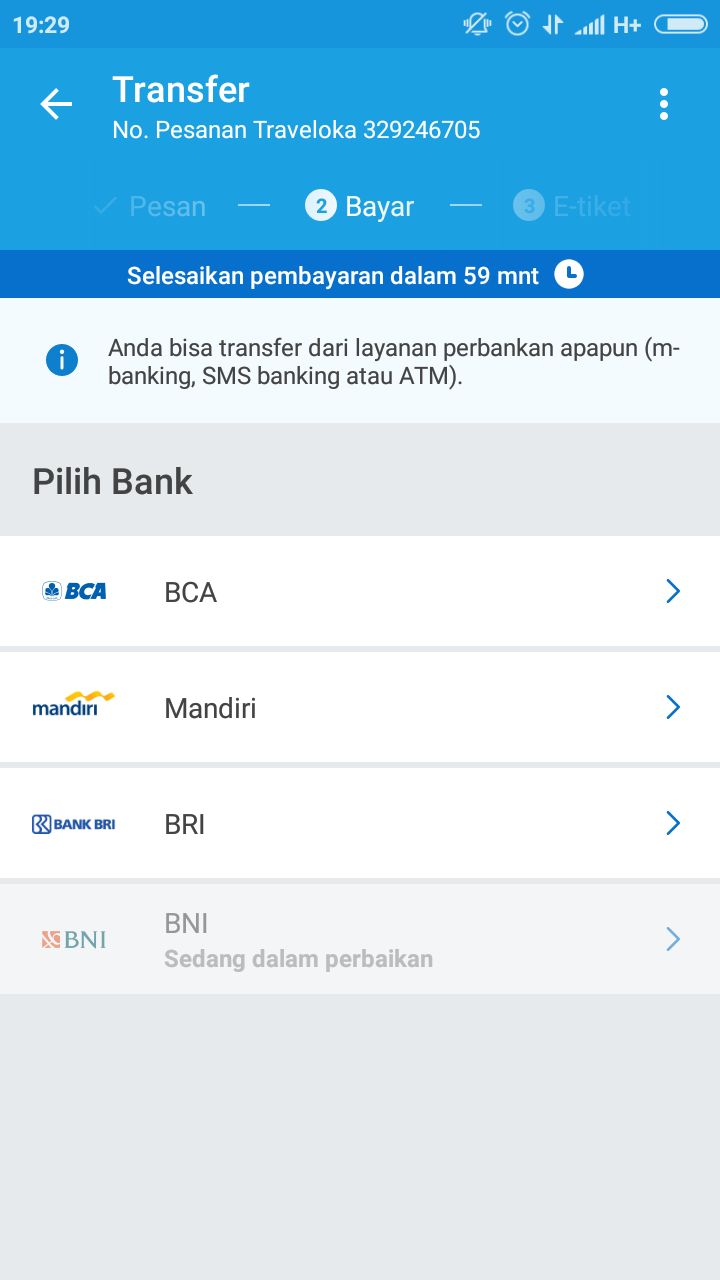 19:29 H+
Transfer
No. Pesanan Traveloka 329246705
Pesan 2 Bayar 3 E-tiket
Selesaikan pembayaran dalam 59 mnt
Anda bisa transfer dari layanan perbankan apapun (m-
banking, SMS banking atau ATM).
Pilih Bank
BCA BCA
mandiri Mandiri
BANK BRI BRI
BNI BNI
Sedang dalam perbaikan